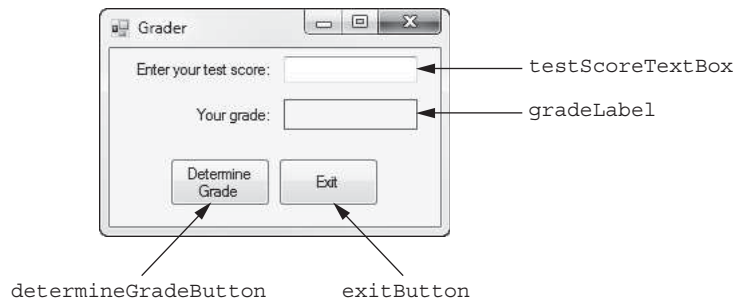 Grader
Enter your test score:
testScoreTextBox
Your grade:
gradeLabel
Determine
Grade
Exit
determineGradeButton
exitButton